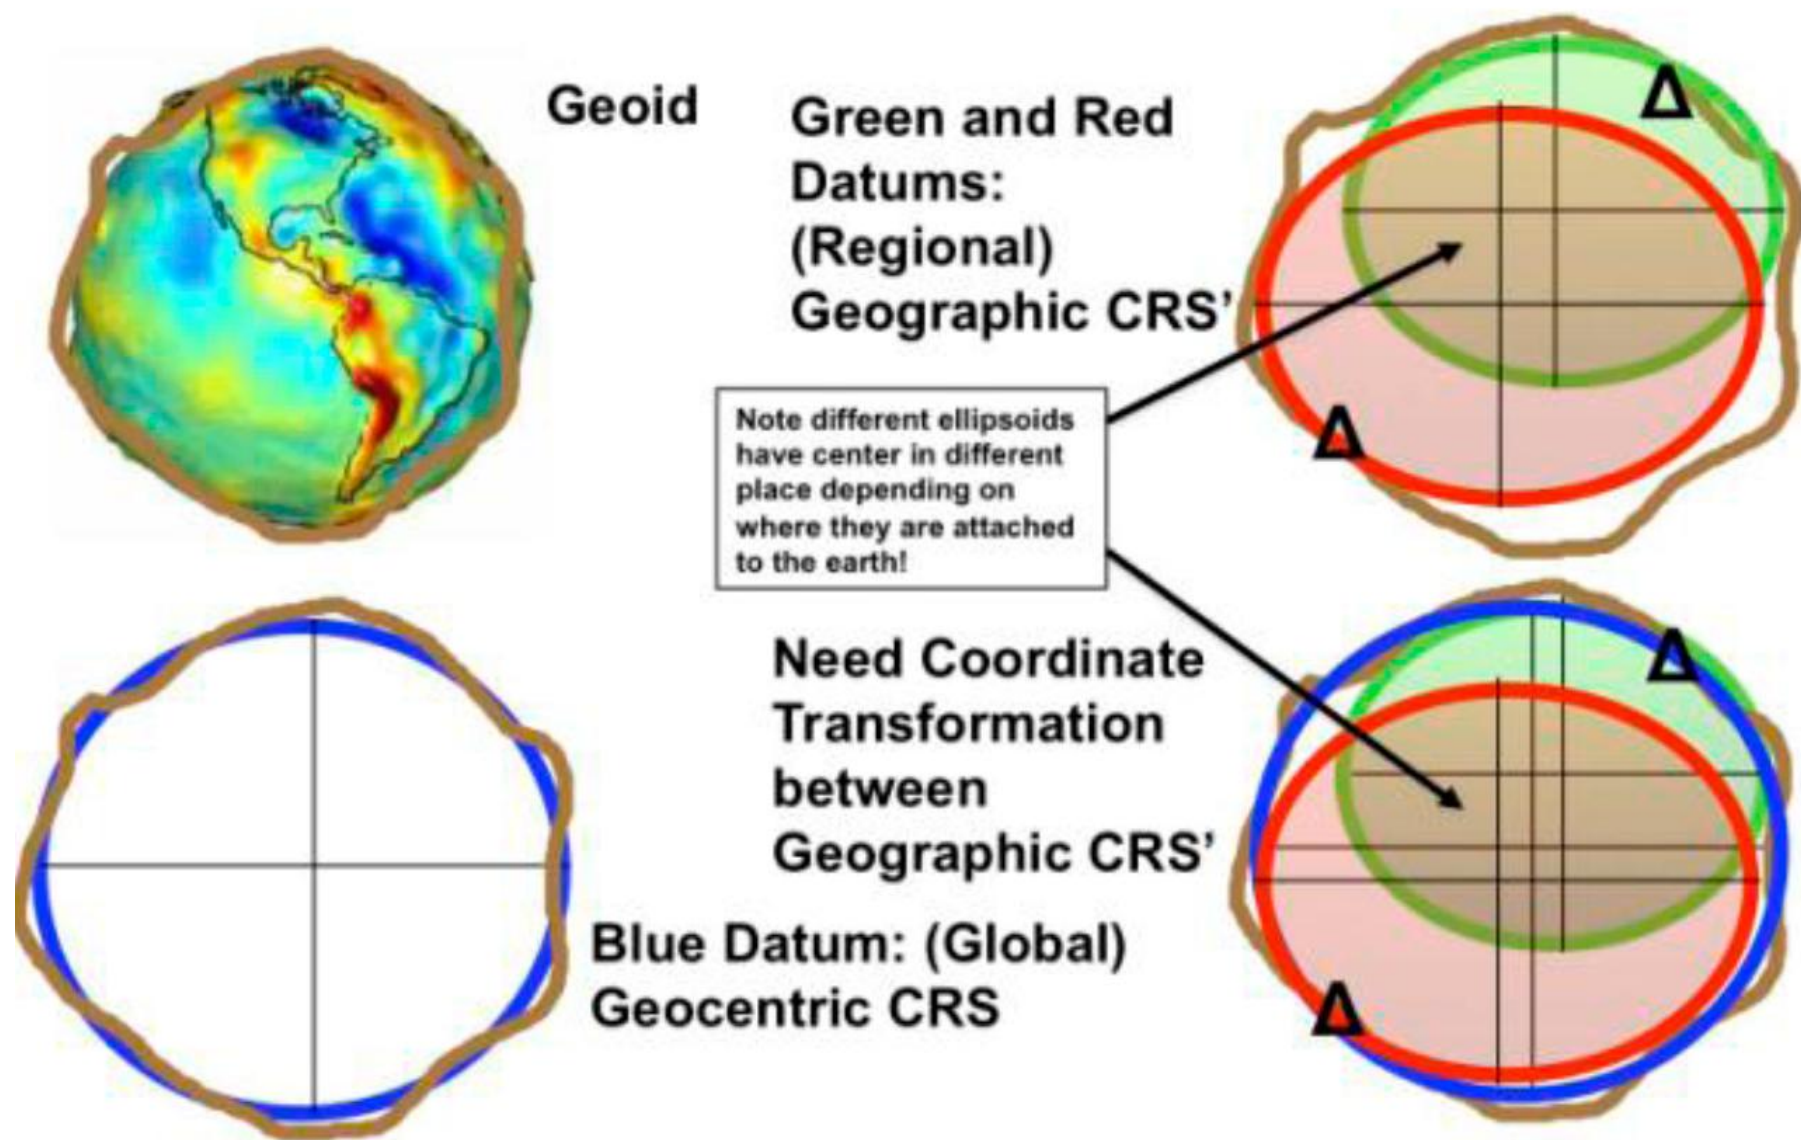 Geoid
Green and Red
Datums:
(Regional)
Geographic CRS’
Δ
Δ
Note different ellipsoids
have center in different
place depending on
where they are attached
to the earth!
Need Coordinate
Transformation
between
Geographic CRS’
Δ
Δ
Blue Datum: (Global)
Geocentric CRS